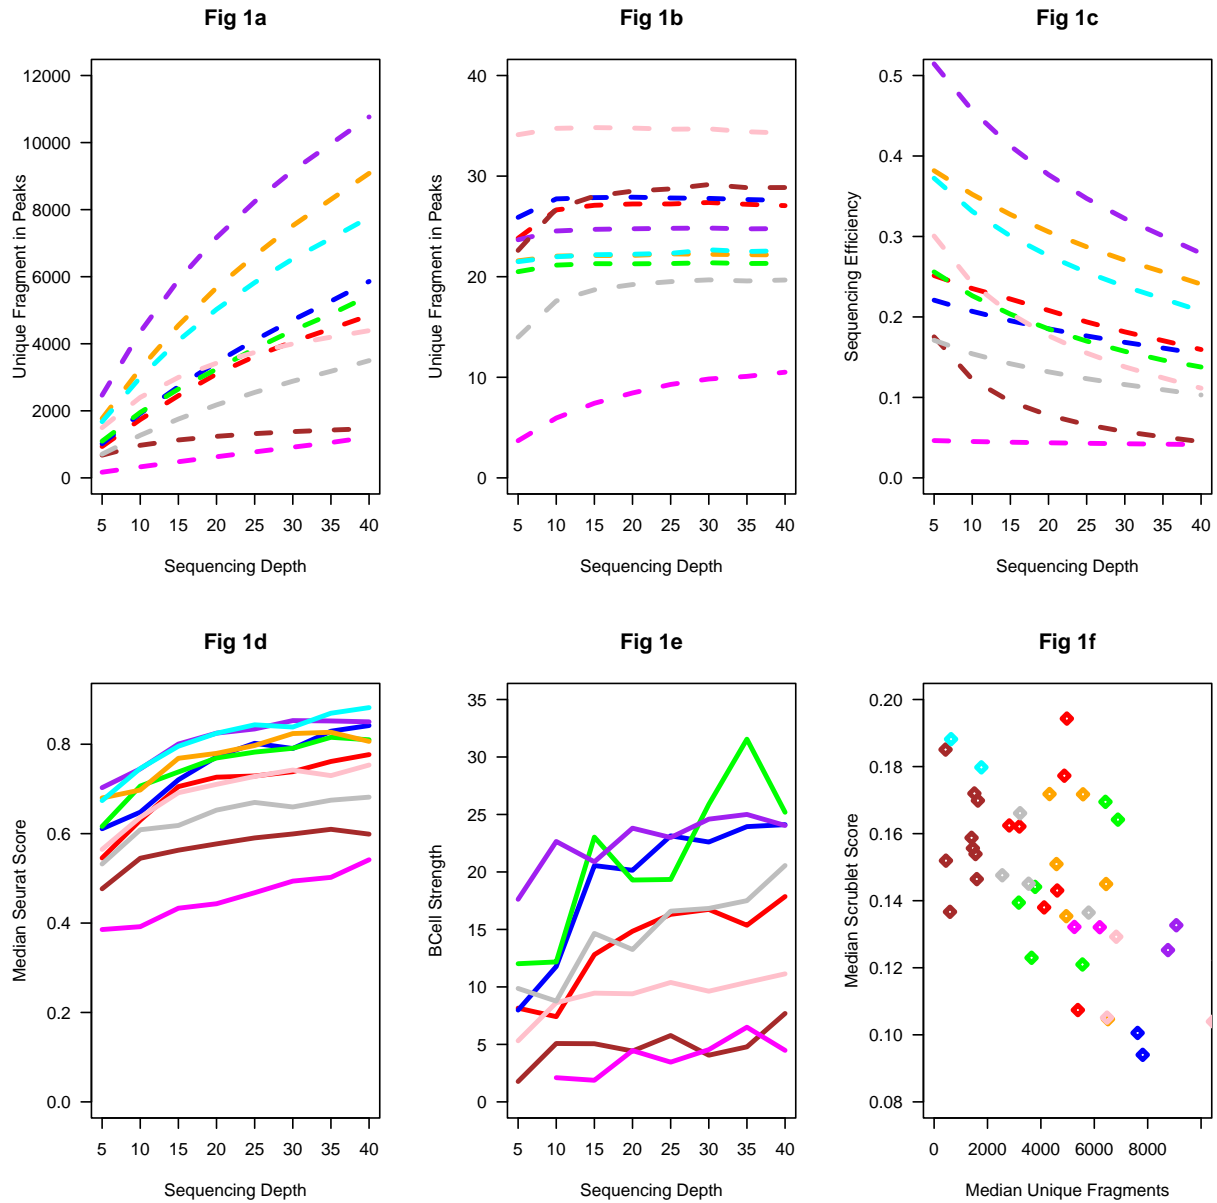 Fig 1a
Unique Fragment in Peaks
12000
10000
8000
6000
4000
2000
0
5 10 15 20 25 30 35 40
Sequencing Depth
Fig 1b
Unique Fragment in Peaks
40
30
20
10
0
5 10 15 20 25 30 35 40
Sequencing Depth
Fig 1c
Sequencing Efficiency
0.5
0.4
0.3
0.2
0.1
0.0
5 10 15 20 25 30 35 40
Sequencing Depth
Fig 1d
Median Seurat Score
0.8
0.6
0.4
0.2
0.0
5 10 15 20 25 30 35 40
Sequencing Depth
Fig 1e
BCell Strength
35
30
25
20
15
10
5
0
5 10 15 20 25 30 35 40
Sequencing Depth
Fig 1f
Median Scrublet Score
0.20
0.18
0.16
0.14
0.12
0.10
0.08
0 2000 4000 6000 8000
Median Unique Fragments